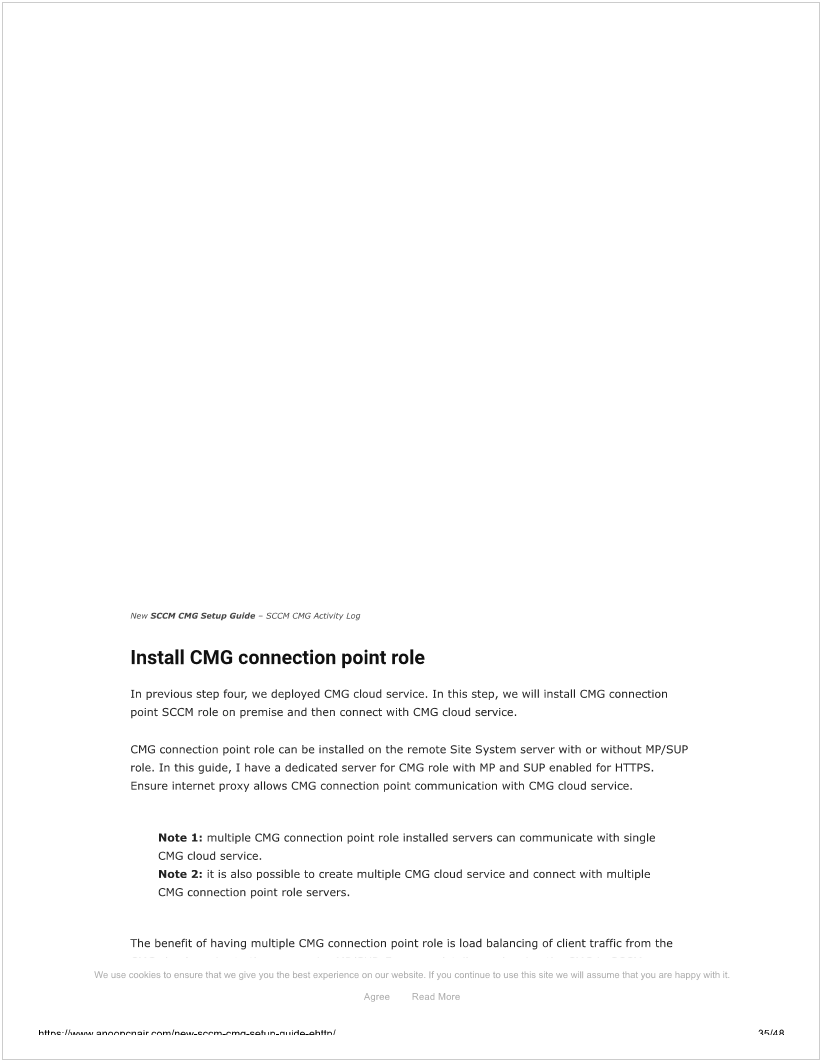 New SCCM CMG Setup Guide – SCCM CMG Activity Log
Install CMG connection point role
In previous step four, we deployed CMG cloud service. In this step, we will install CMG connection
point SCCM role on premise and then connect with CMG cloud service.
CMG connection point role can be installed on the remote Site System server with or without MP/SUP
role. In this guide, I have a dedicated server for CMG role with MP and SUP enabled for HTTPS.
Ensure internet proxy allows CMG connection point communication with CMG cloud service.
Note 1: multiple CMG connection point role installed servers can communicate with single
CMG cloud service.
Note 2: it is also possible to create multiple CMG cloud service and connect with multiple
CMG connection point role servers.
The benefit of having multiple CMG connection point role is load balancing of client traffic from the
We use cookies to ensure that we give you the best experience on our website. If you continue to use this site we will assume that you are happy with it.
Agree Read More
https://www.anoopcnair.com/new-sccm-cmg-setup-guide-ehttp/ 35/48